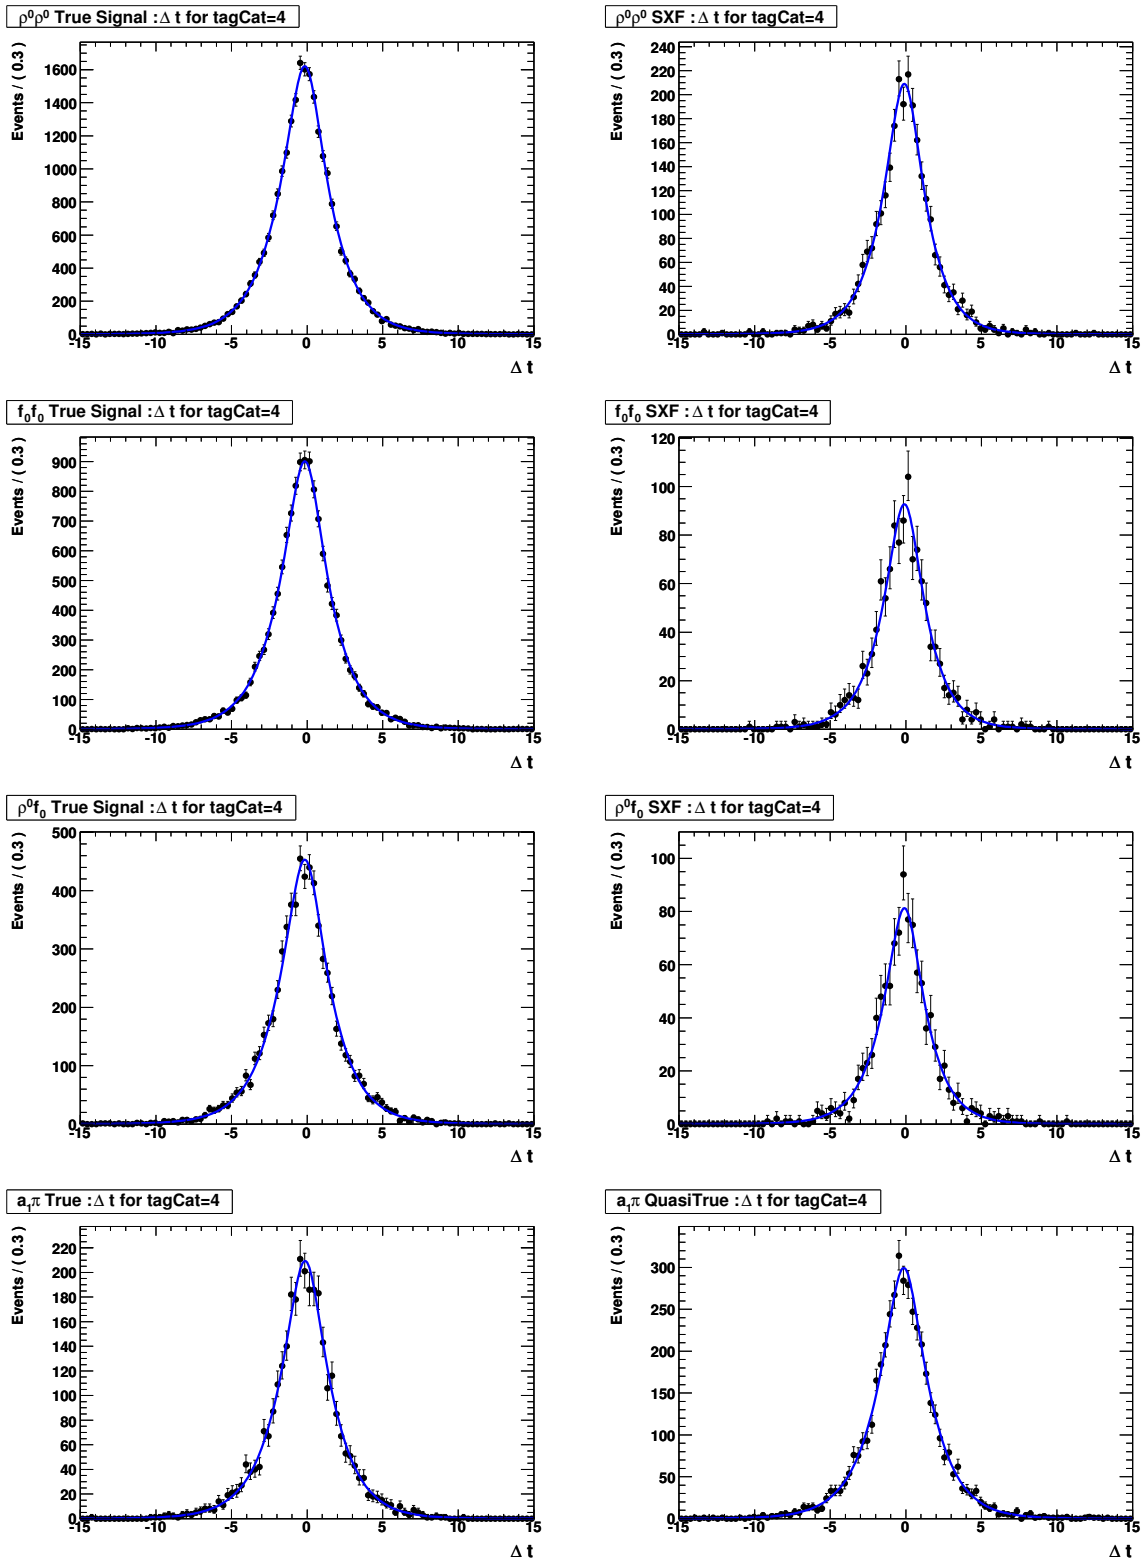 ρ⁰ρ⁰ True Signal : Δ t for tagCat=4
Events / ( 0.3 )
1600
1400
1200
1000
800
600
400
200
0
-15 -10 -5 0 5 10 15
Δ t
ρ⁰ρ⁰ SXF : Δ t for tagCat=4
Events / ( 0.3 )
240
220
200
180
160
140
120
100
80
60
40
20
0
-15 -10 -5 0 5 10 15
Δ t
f₀f₀ True Signal : Δ t for tagCat=4
Events / ( 0.3 )
900
800
700
600
500
400
300
200
100
0
-15 -10 -5 0 5 10 15
Δ t
f₀f₀ SXF : Δ t for tagCat=4
Events / ( 0.3 )
120
100
80
60
40
20
0
-15 -10 -5 0 5 10 15
Δ t
ρ⁰f₀ True Signal : Δ t for tagCat=4
Events / ( 0.3 )
500
400
300
200
100
0
-15 -10 -5 0 5 10 15
Δ t
ρ⁰f₀ SXF : Δ t for tagCat=4
Events / ( 0.3 )
100
80
60
40
20
0
-15 -10 -5 0 5 10 15
Δ t
a₁π True : Δ t for tagCat=4
Events / ( 0.3 )
220
200
180
160
140
120
100
80
60
40
20
0
-15 -10 -5 0 5 10 15
Δ t
a₁π QuasiTrue : Δ t for tagCat=4
Events / ( 0.3 )
300
250
200
150
100
50
0
-15 -10 -5 0 5 10 15
Δ t